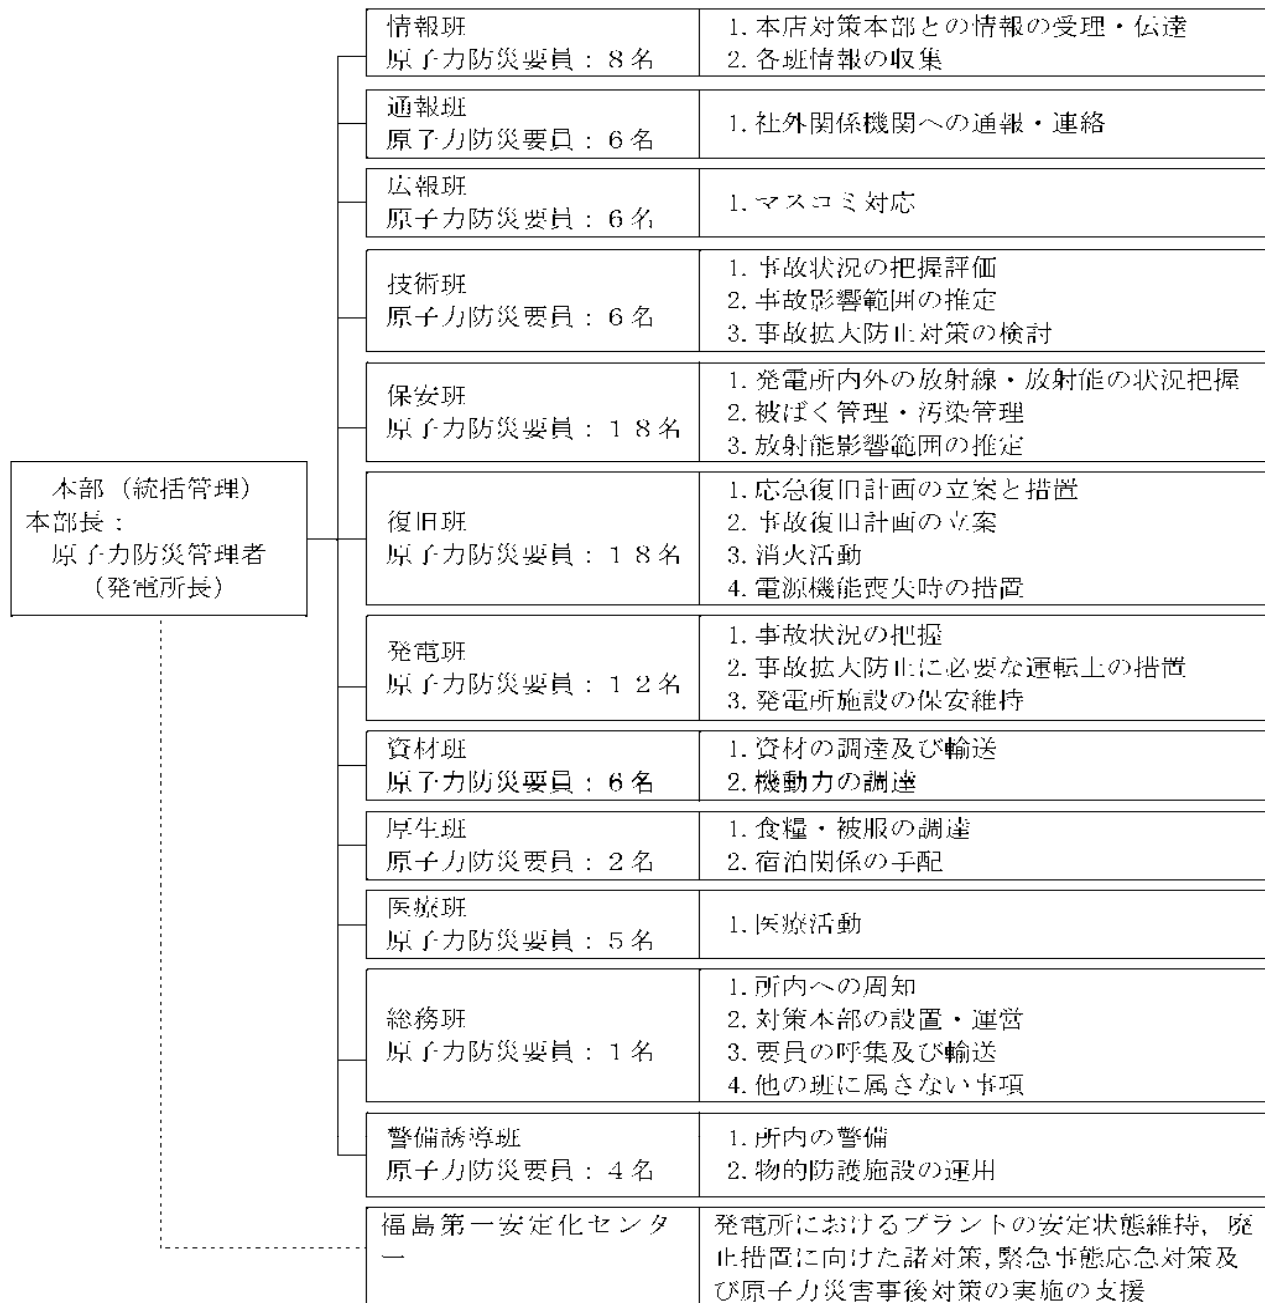 情報班
原子力防災要員：８名
1. 本店対策本部との情報の受理・伝達
2. 各班情報の収集
通報班
原子力防災要員：６名
1. 社外関係機関への通報・連絡
広報班
原子力防災要員：６名
1. マスコミ対応
技術班
原子力防災要員：６名
1. 事故状況の把握評価
2. 事故影響範囲の推定
3. 事故拡大防止対策の検討
保安班
原子力防災要員：１８名
1. 発電所内外の放射線・放射能の状況把握
2. 被ばく管理・汚染管理
3. 放射能影響範囲の推定
本部（統括管理）
本部長：
原子力防災管理者
（発電所長）
復旧班
原子力防災要員：１８名
1. 応急復旧計画の立案と措置
2. 事故復旧計画の立案
3. 消火活動
4. 電源機能喪失時の措置
発電班
原子力防災要員：１２名
1. 事故状況の把握
2. 事故拡大防止に必要な運転上の措置
3. 発電所施設の保安維持
資材班
原子力防災要員：６名
1. 資材の調達及び輸送
2. 機動力の調達
厚生班
原子力防災要員：２名
1. 食糧・被服の調達
2. 宿泊関係の手配
医療班
原子力防災要員：５名
1. 医療活動
総務班
原子力防災要員：１名
1. 所内への周知
2. 対策本部の設置・運営
3. 要員の呼集及び輸送
4. 他の班に属さない事項
警備誘導班
原子力防災要員：４名
1. 所内の警備
2. 物的防護施設の運用
福島第一安定化センタ
ー
発電所におけるプラントの安定状態維持，廃
止措置に向けた諸対策，緊急事態応急対策及
び原子力災害事後対策の実施の支援